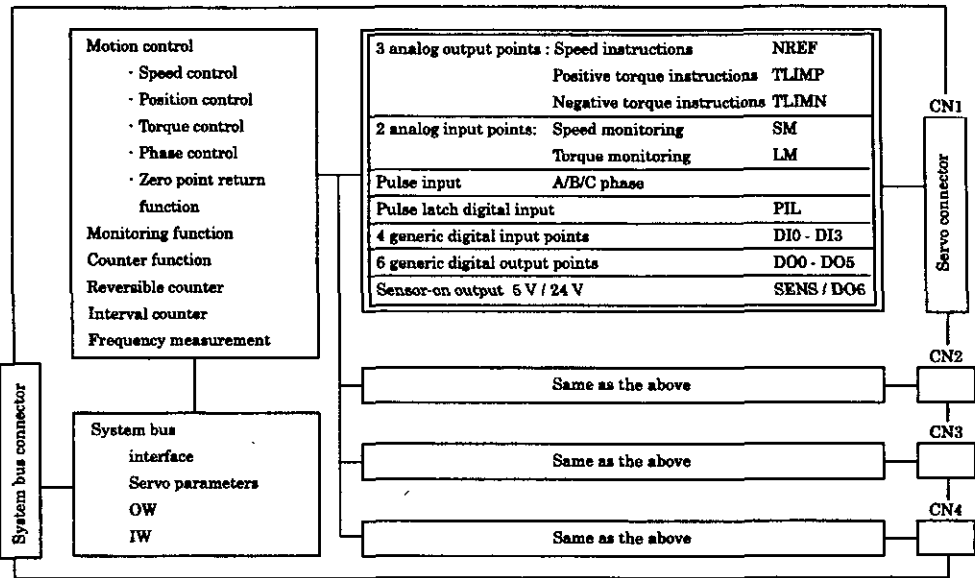 Motion control
· Speed control
· Position control
· Torque control
· Phase control
· Zero point return
function
Monitoring function
Counter function
Reversible counter
Interval counter
Frequency measurement
3 analog output points : Speed instructions NREF
Positive torque instructions TLIMP
Negative torque instructions TLIMN
2 analog input points: Speed monitoring SM
Torque monitoring LM
Pulse input A/B/C phase
Pulse latch digital input PIL
4 generic digital input points DI0 - DI3
6 generic digital output points DO0 - DO5
Sensor-on output 5 V / 24 V SENS / DO6
CN1
Servo connector
CN2
Same as the above
CN3
Same as the above
CN4
Same as the above
System bus connector
System bus
interface
Servo parameters
OW
IW